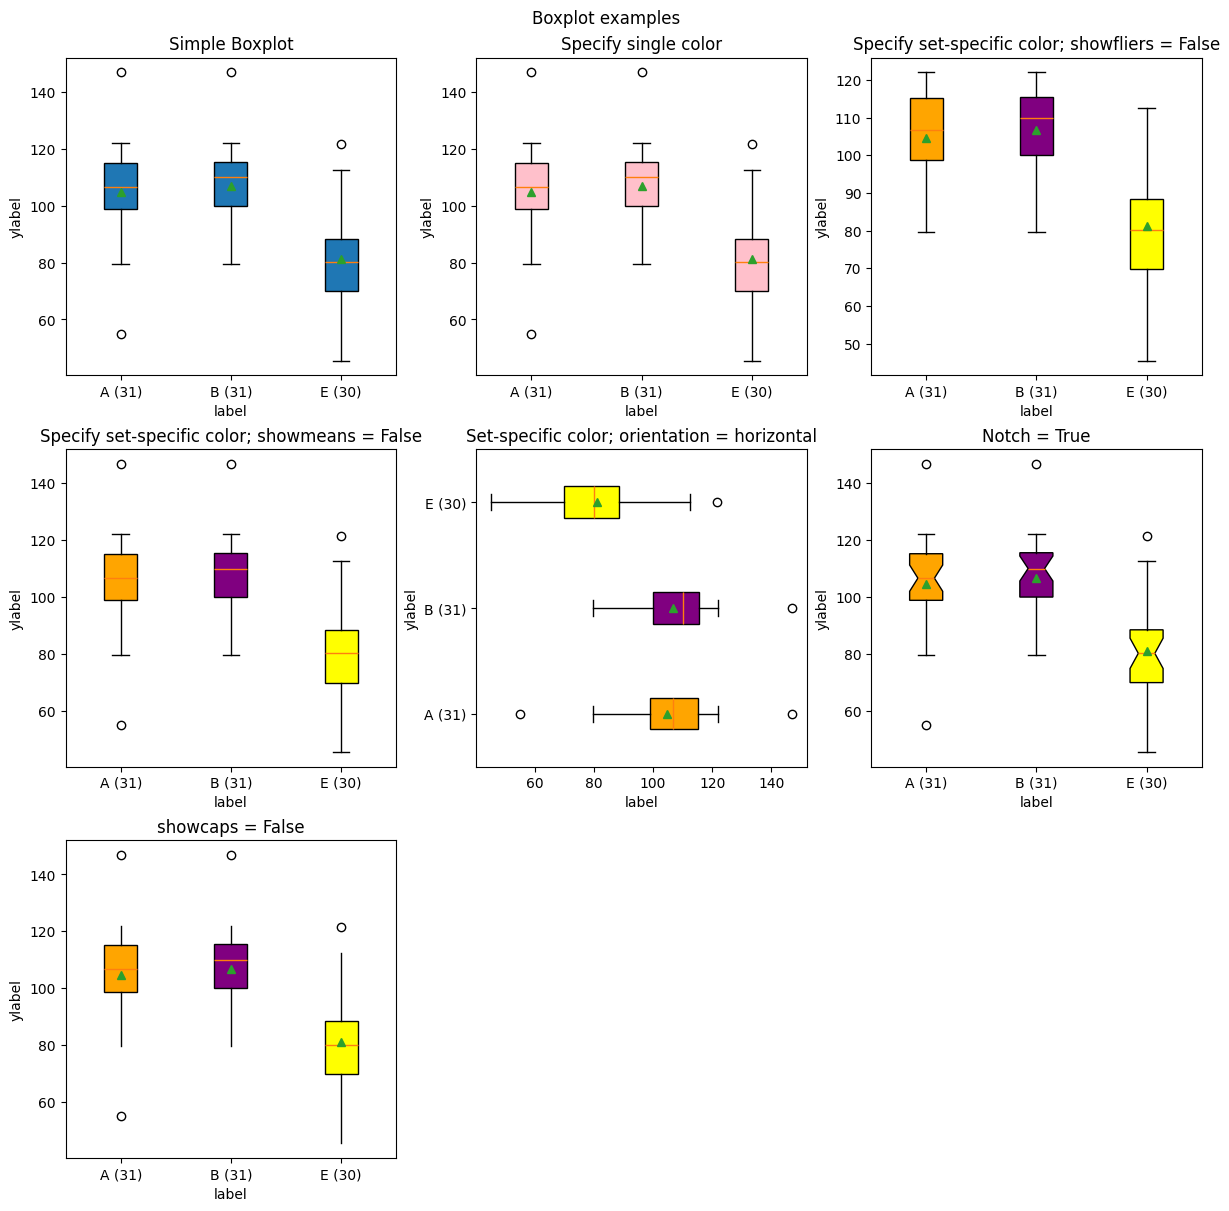 Boxplot examples
Simple Boxplot
140
120
100
80
60
ylabel
A (31) B (31) E (30)
label
Specify single color
140
120
100
80
60
ylabel
A (31) B (31) E (30)
label
Specify set-specific color; showfliers = False
120
110
100
90
80
70
60
50
ylabel
A (31) B (31) E (30)
label
Specify set-specific color; showmeans = False
140
120
100
80
60
ylabel
A (31) B (31) E (30)
label
Set-specific color; orientation = horizontal
E (30)
B (31)
A (31)
ylabel
60 80 100 120 140
label
Notch = True
140
120
100
80
60
ylabel
A (31) B (31) E (30)
label
showcaps = False
140
120
100
80
60
ylabel
A (31) B (31) E (30)
label